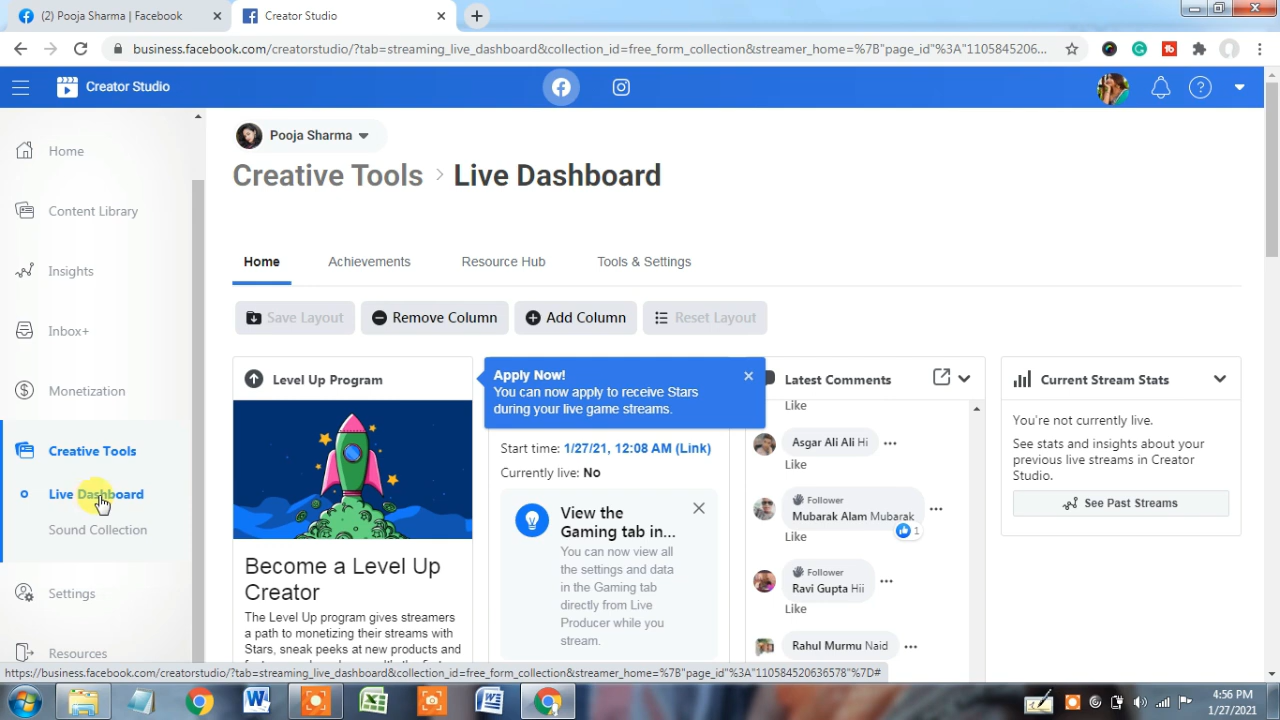 (2) Pooja Sharma | Facebook
Creator Studio
business.facebook.com/creatorstudio/?tab=streaming_live_dashboard&collection_id=free_form_collection&streamer_home=%7B"page_id"%3A"1105845206...
Creator Studio
Home
Content Library
Insights
Inbox+
Monetization
Creative Tools
Live Dashboard
Sound Collection
Settings
Resources
Pooja Sharma
Creative Tools > Live Dashboard
Home
Achievements
Resource Hub
Tools & Settings
Save Layout
Remove Column
Add Column
Reset Layout
Level Up Program
Become a Level Up
Creator
The Level Up program gives streamers
a path to monetizing their streams with
Stars, sneak peeks at new products and
Apply Now!
You can now apply to receive Stars
during your live game streams.
Start time: 1/27/21, 12:08 AM (Link)
Currently live: No
View the
Gaming tab in...
You can now view all
the settings and data
in the Gaming tab
directly from Live
Producer while you
stream.
Latest Comments
Like
Asgar Ali Ali Hi
Like
Follower
Mubarak Alam Mubarak
1
Like
Follower
Ravi Gupta Hii
Like
Rahul Murmu Naid
Current Stream Stats
You're not currently live.
See stats and insights about your
previous live streams in Creator
Studio.
See Past Streams
https://business.facebook.com/creatorstudio/?tab=streaming_live_dashboard&collection_id=free_form_collection&streamer_home=%7B"page_id"%3A"110584520636578"%7D#
4:56 PM
1/27/2021